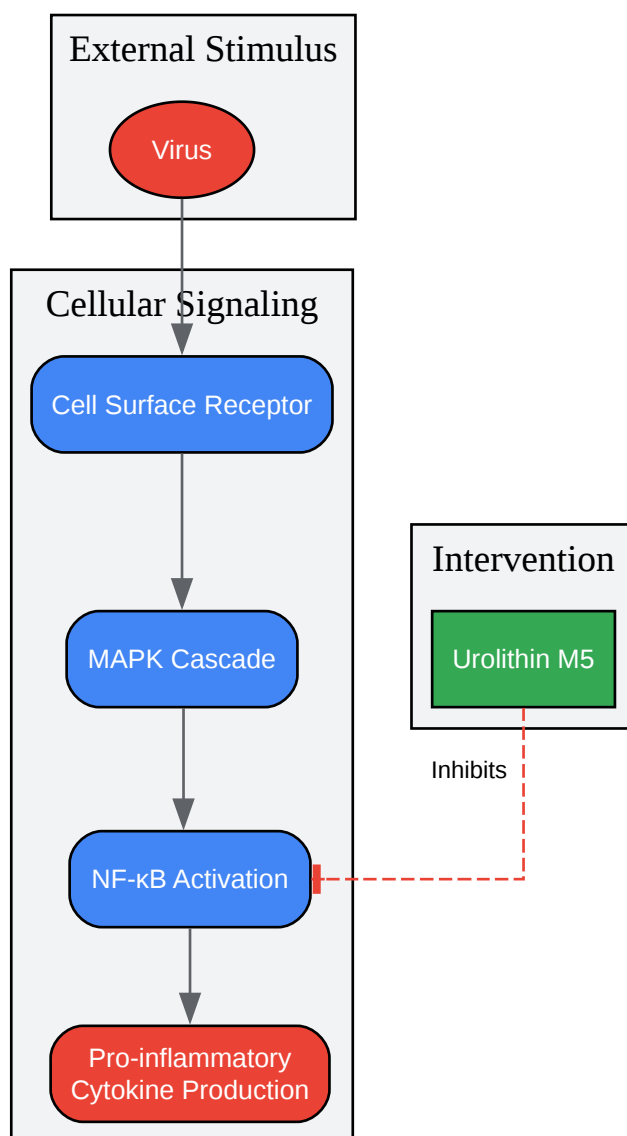 External Stimulus
Virus
Cellular Signaling
Cell Surface Receptor
Intervention
MAPK Cascade
Urolithin M5
Inhibits
NF-κB Activation
Pro-inflammatory
Cytokine Production